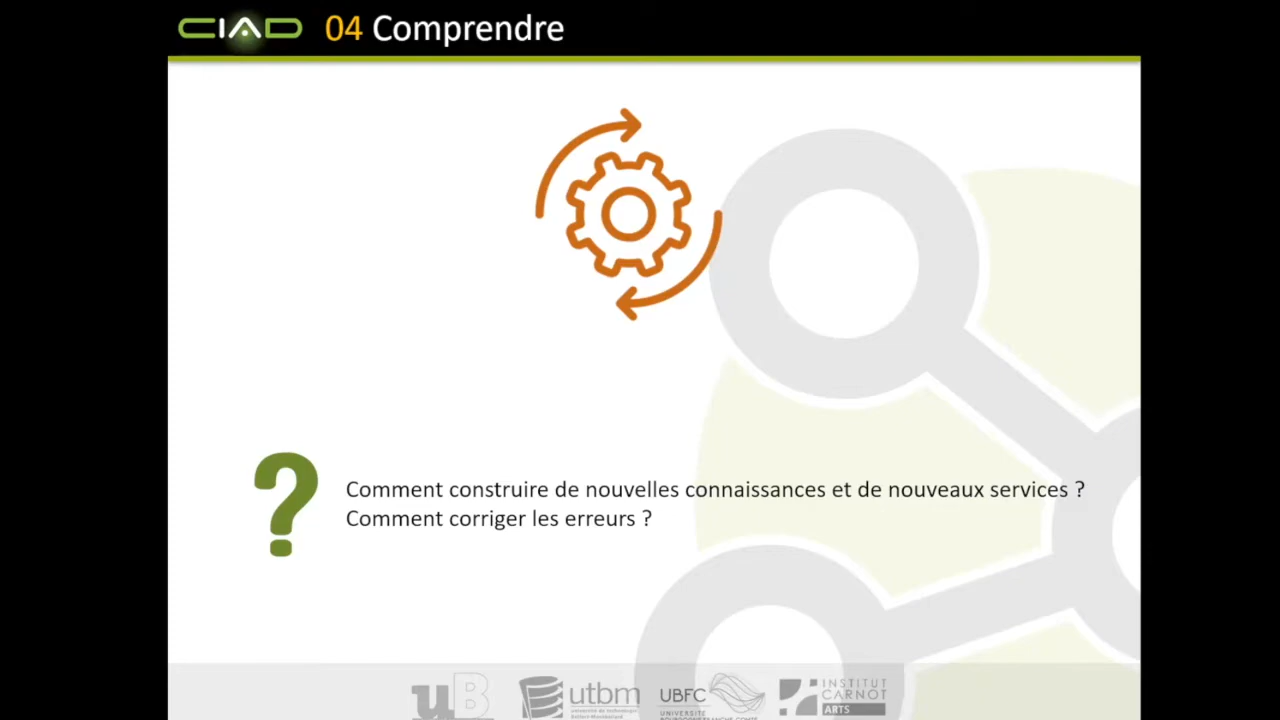 CIAD 04 Comprendre
?
Comment construire de nouvelles connaissances et de nouveaux services ?
Comment corriger les erreurs ?
uB
utbm
UBFC
UNIVERSITÉ
INSTITUT
CARNOT
ARTS